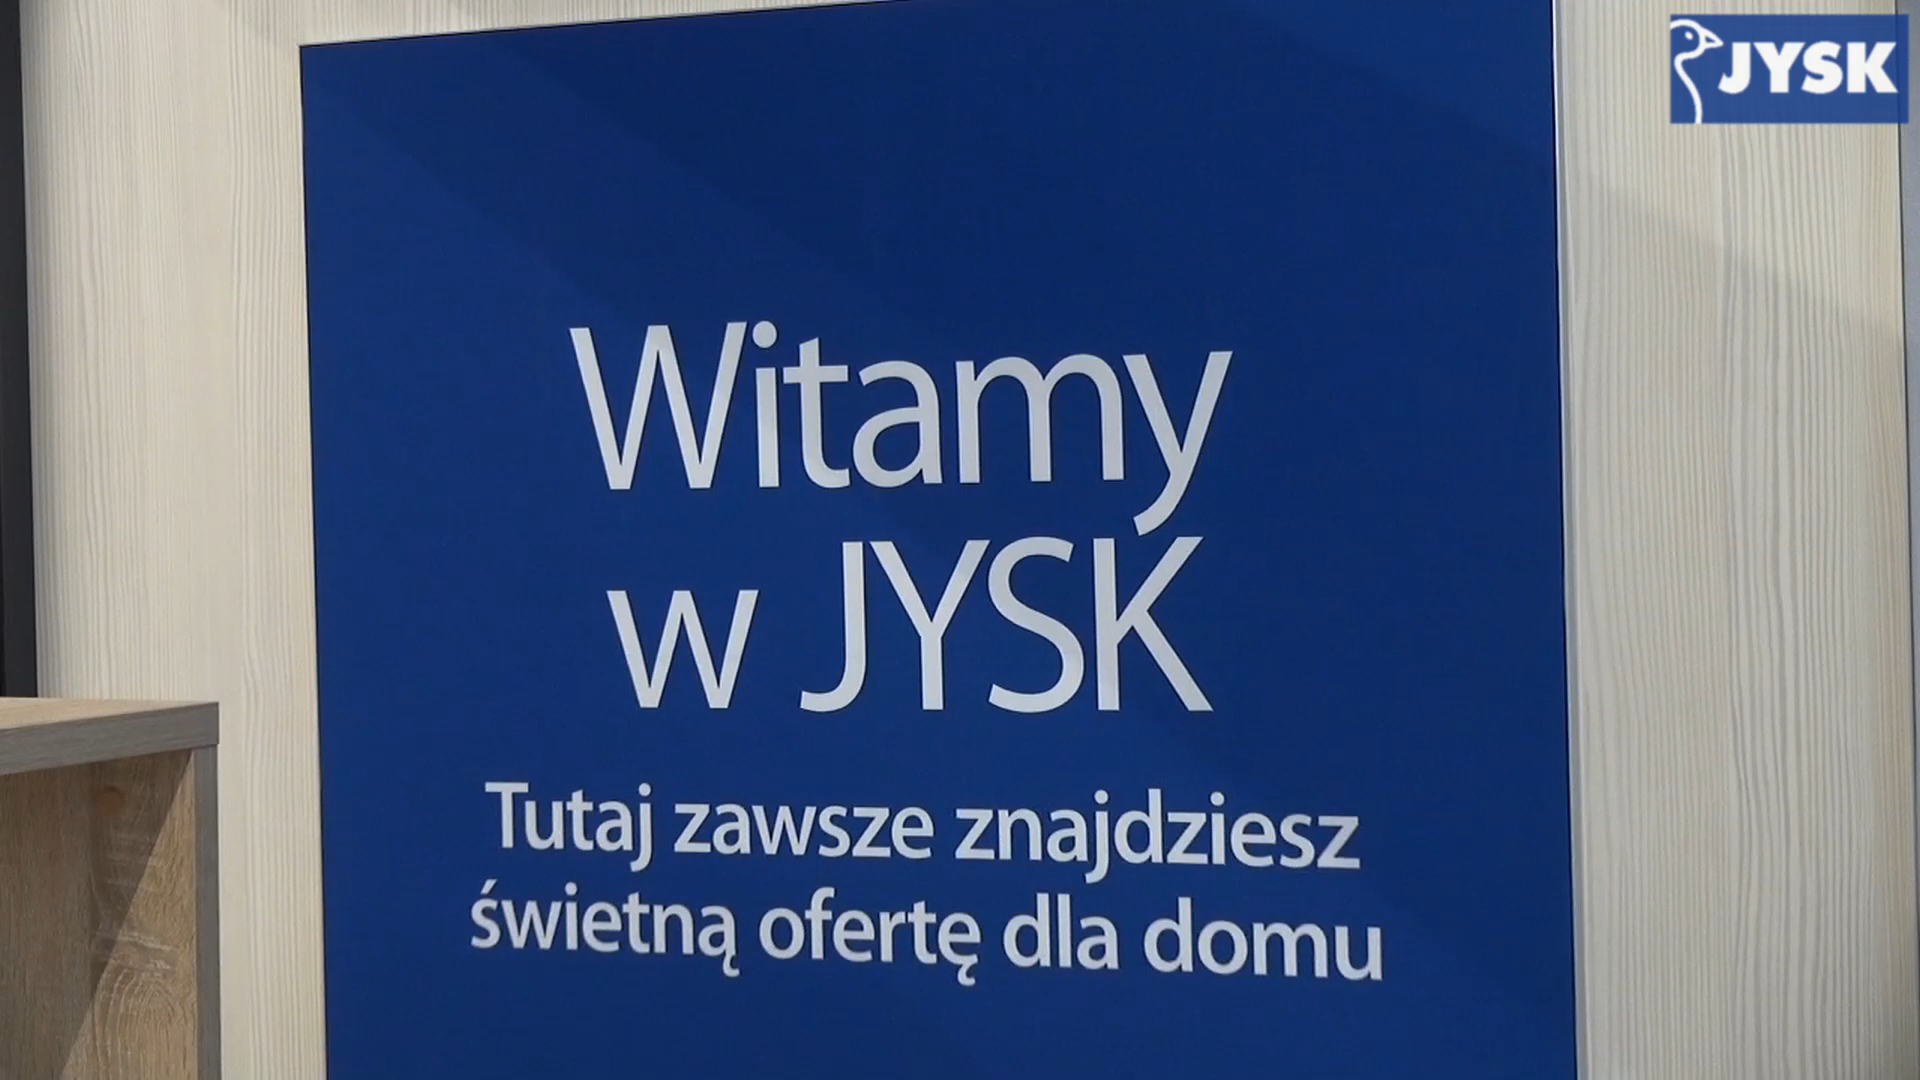 JYSK
Witamy
w JYSK
Tutaj zawsze znajdziesz
świetną ofertę dla domu